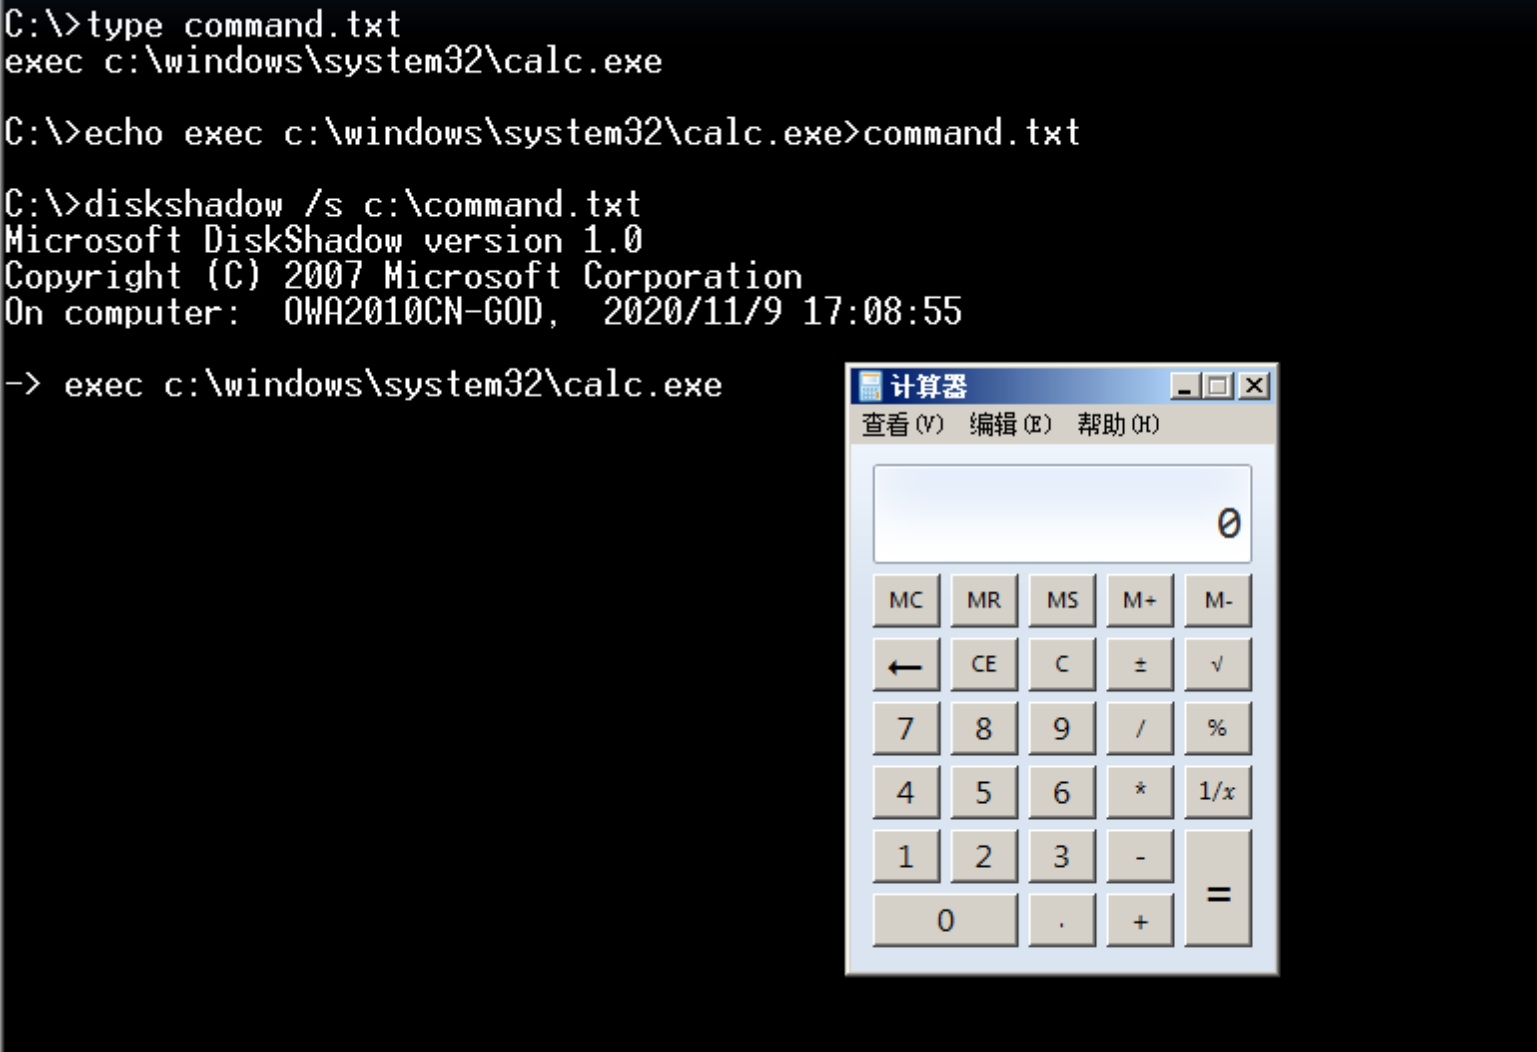 C:\>type command.txt
exec c:\windows\system32\calc.exe
C:\>echo exec c:\windows\system32\calc.exe>command.txt
C:\>diskshadow /s c:\command.txt
Microsoft DiskShadow version 1.0
Copyright (C) 2007 Microsoft Corporation
On computer:  OWA2010CN-GOD,  2020/11/9 17:08:55
-> exec c:\windows\system32\calc.exe
计算器
查看(V) 编辑(E) 帮助(H)
0
MC MR MS M+ M-
← CE C ± √
7 8 9 / %
4 5 6 * 1/x
1 2 3 - =
0 . +